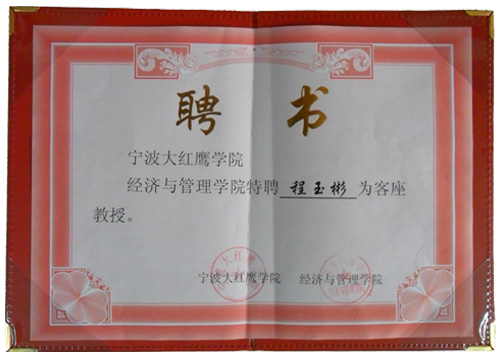 聘书
宁波大红鹰学院
经济与管理学院特聘 程玉彬 为客座
教授。
宁波大红鹰学院 经济与管理学院